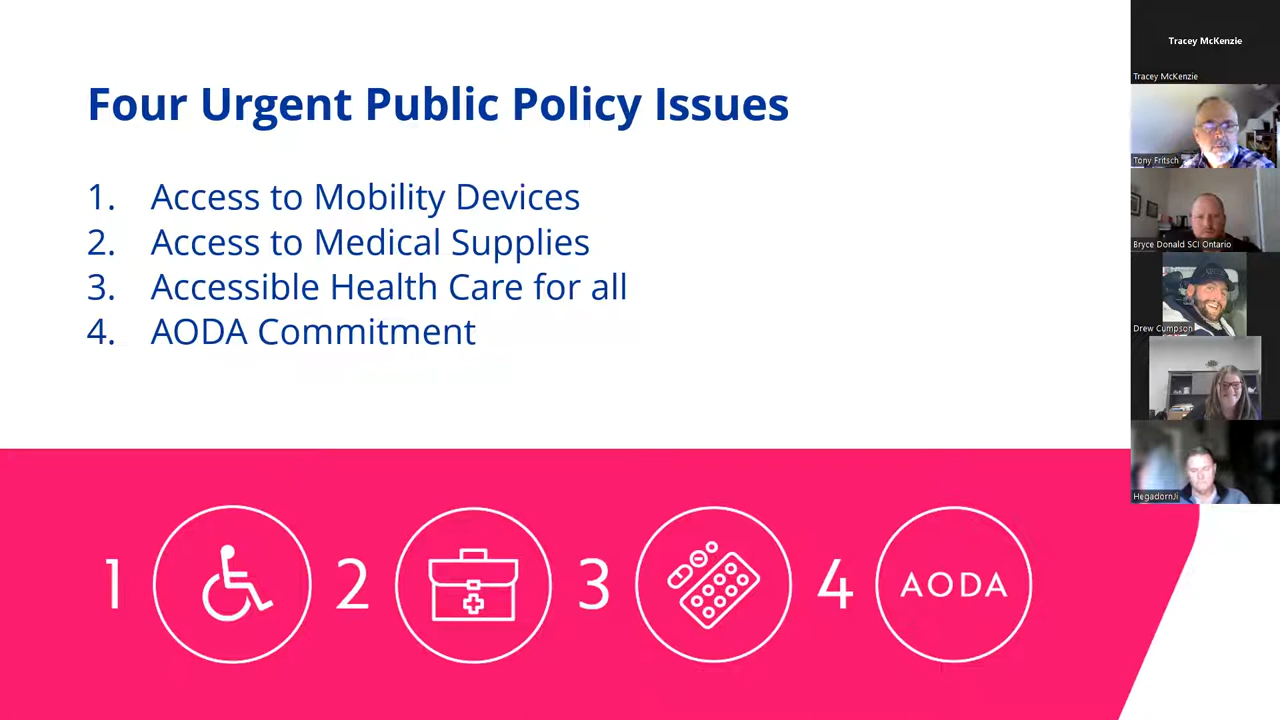 Four Urgent Public Policy Issues
1. Access to Mobility Devices
2. Access to Medical Supplies
3. Accessible Health Care for all
4. AODA Commitment
1 2 3 4 AODA
Tracey McKenzie
Tracey McKenzie
Tony Fritsch
Bryce Donald SCI Ontario
Drew Cumpson
HegadornJi